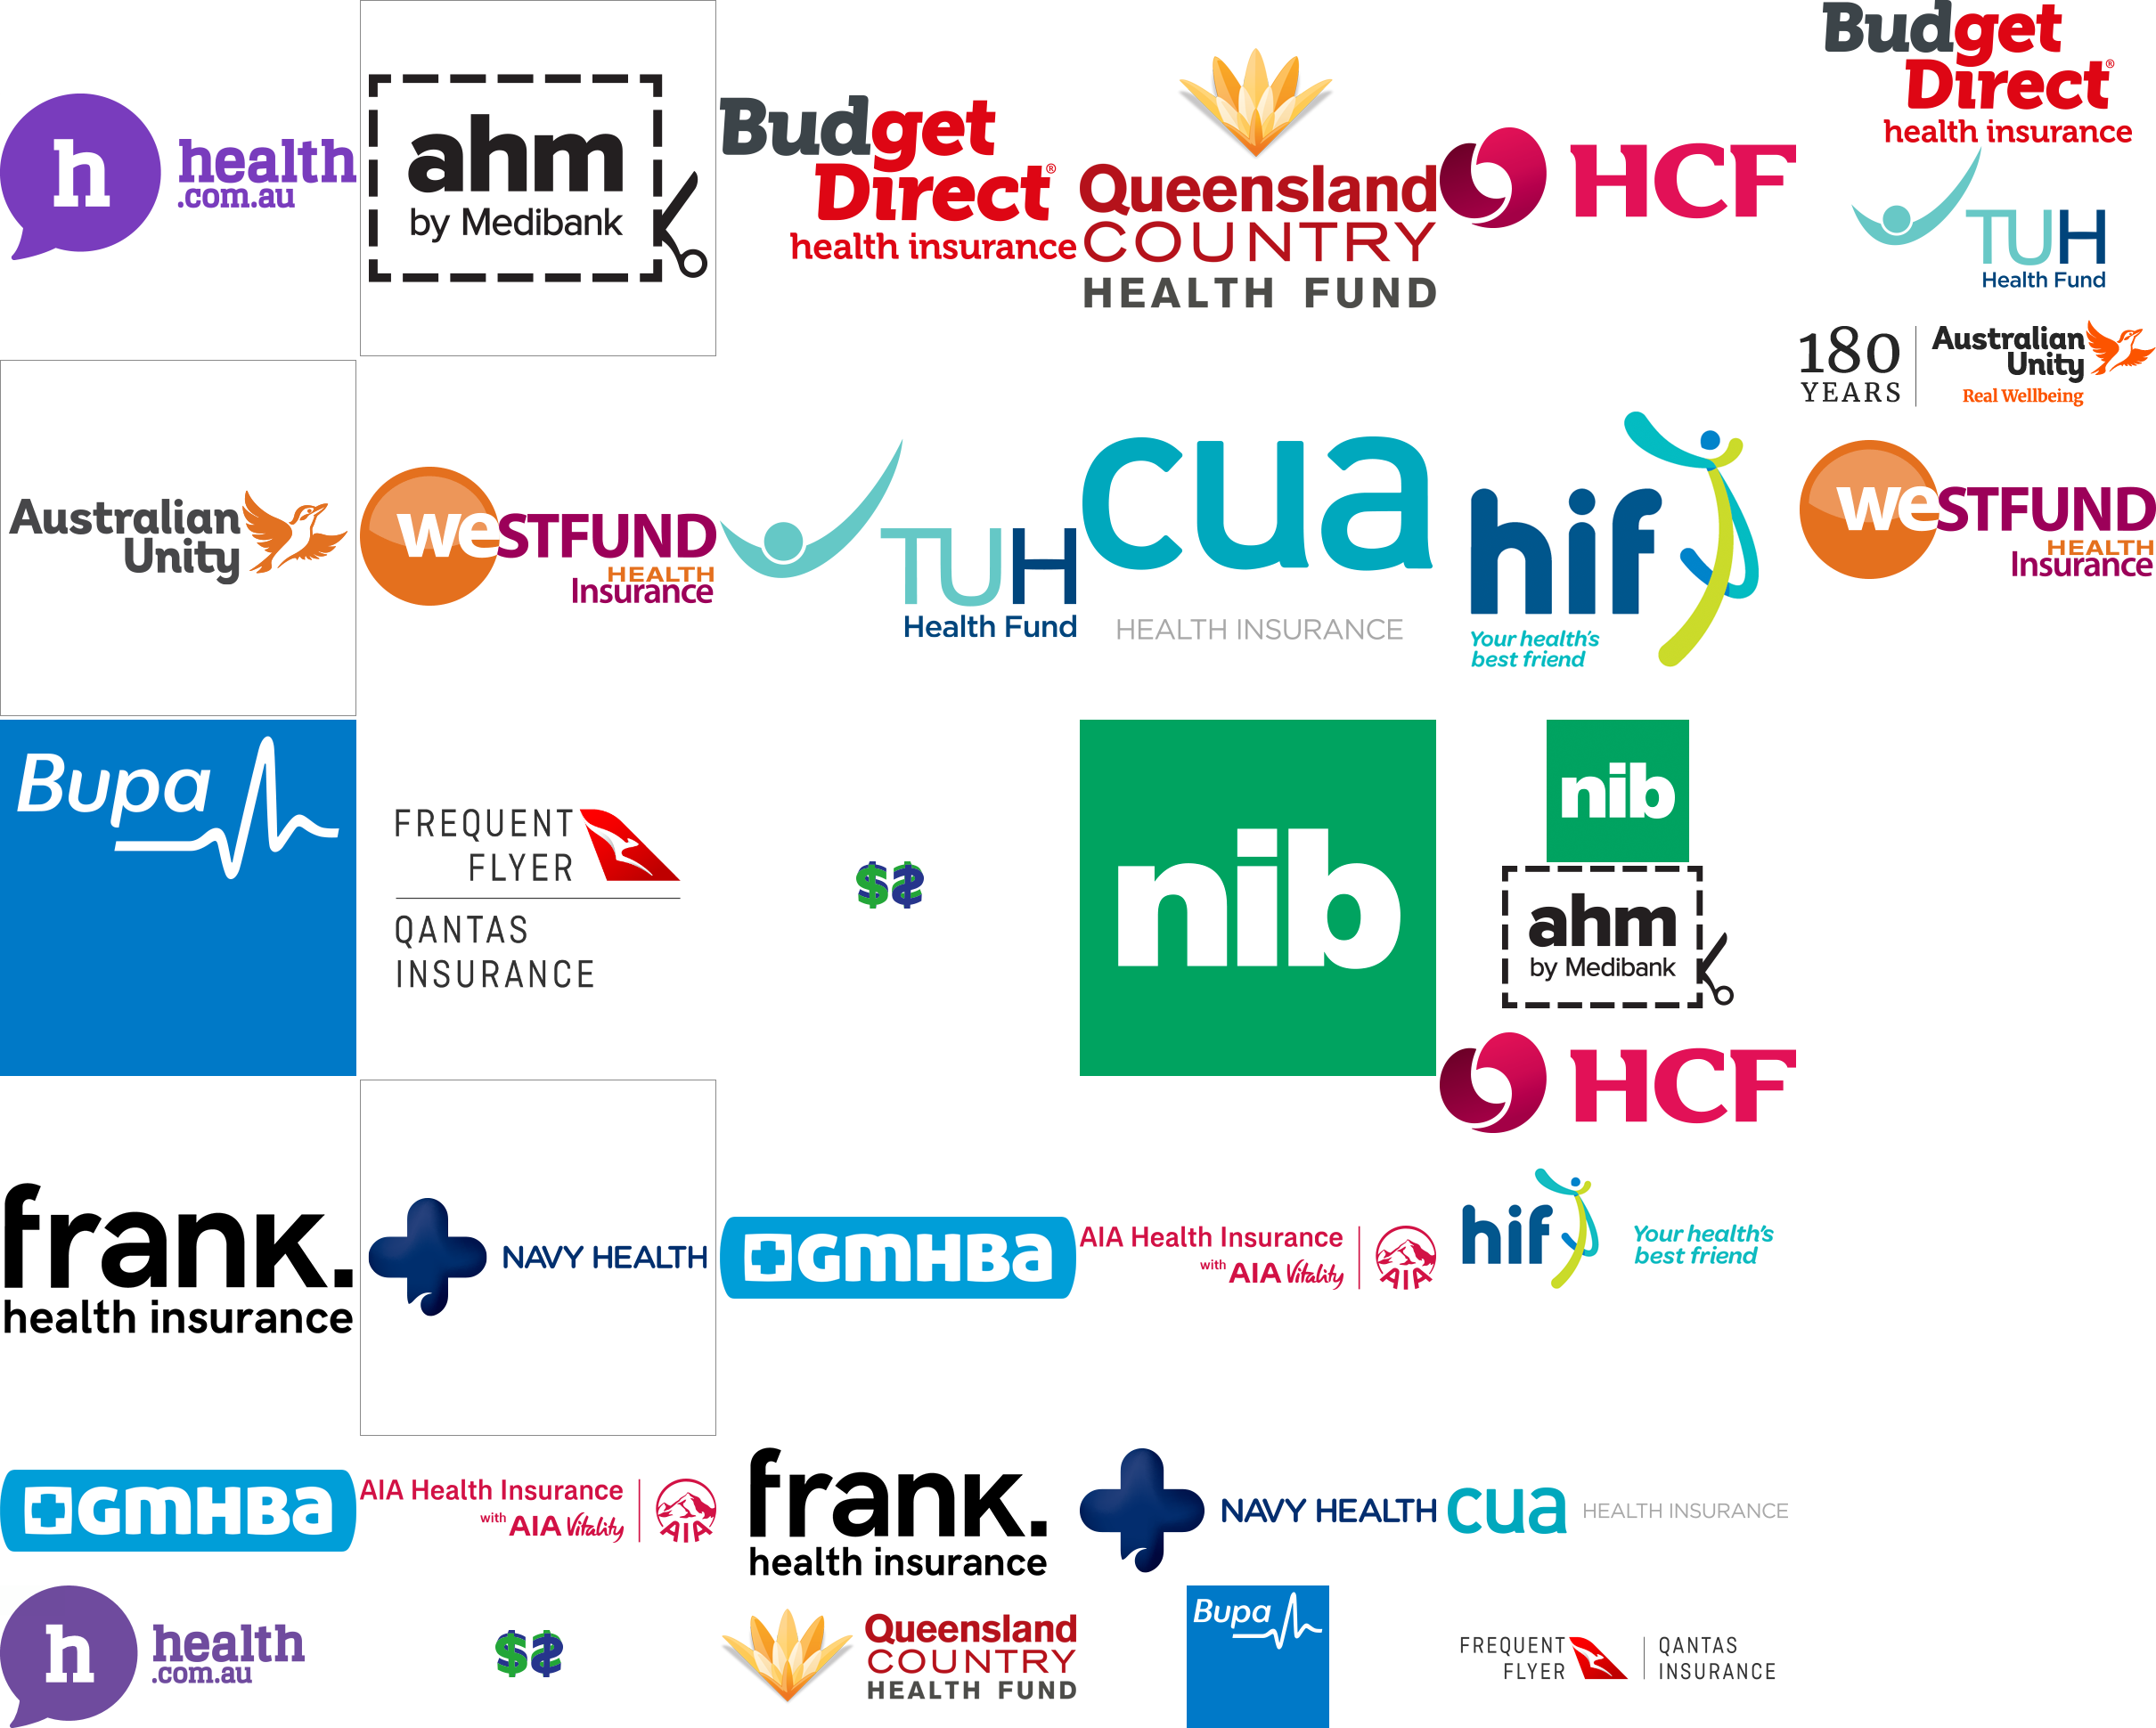 h health
.com.au
ahm
by Medibank
Budget
Direct®
health insurance
Queensland
COUNTRY
HEALTH FUND
HCF
Budget
Direct®
health insurance
TUH
Health Fund
180
YEARS
Australian
Unity
Real Wellbeing
Australian
Unity
weSTFUND
HEALTH
Insurance
TUH
Health Fund
cua
HEALTH INSURANCE
hif
Your health's
best friend
weSTFUND
HEALTH
Insurance
Bupa
FREQUENT
FLYER
QANTAS
INSURANCE
$$
nib
nib
ahm
by Medibank
HCF
frank.
health insurance
NAVY HEALTH
GMHBa
AIA Health Insurance
with AIA Vitality
AIA
hif
Your health's
best friend
GMHBa
AIA Health Insurance
with AIA Vitality
AIA
frank.
health insurance
NAVY HEALTH
cua HEALTH INSURANCE
h health
.com.au
$$
Queensland
COUNTRY
HEALTH FUND
Bupa
FREQUENT
FLYER
QANTAS
INSURANCE